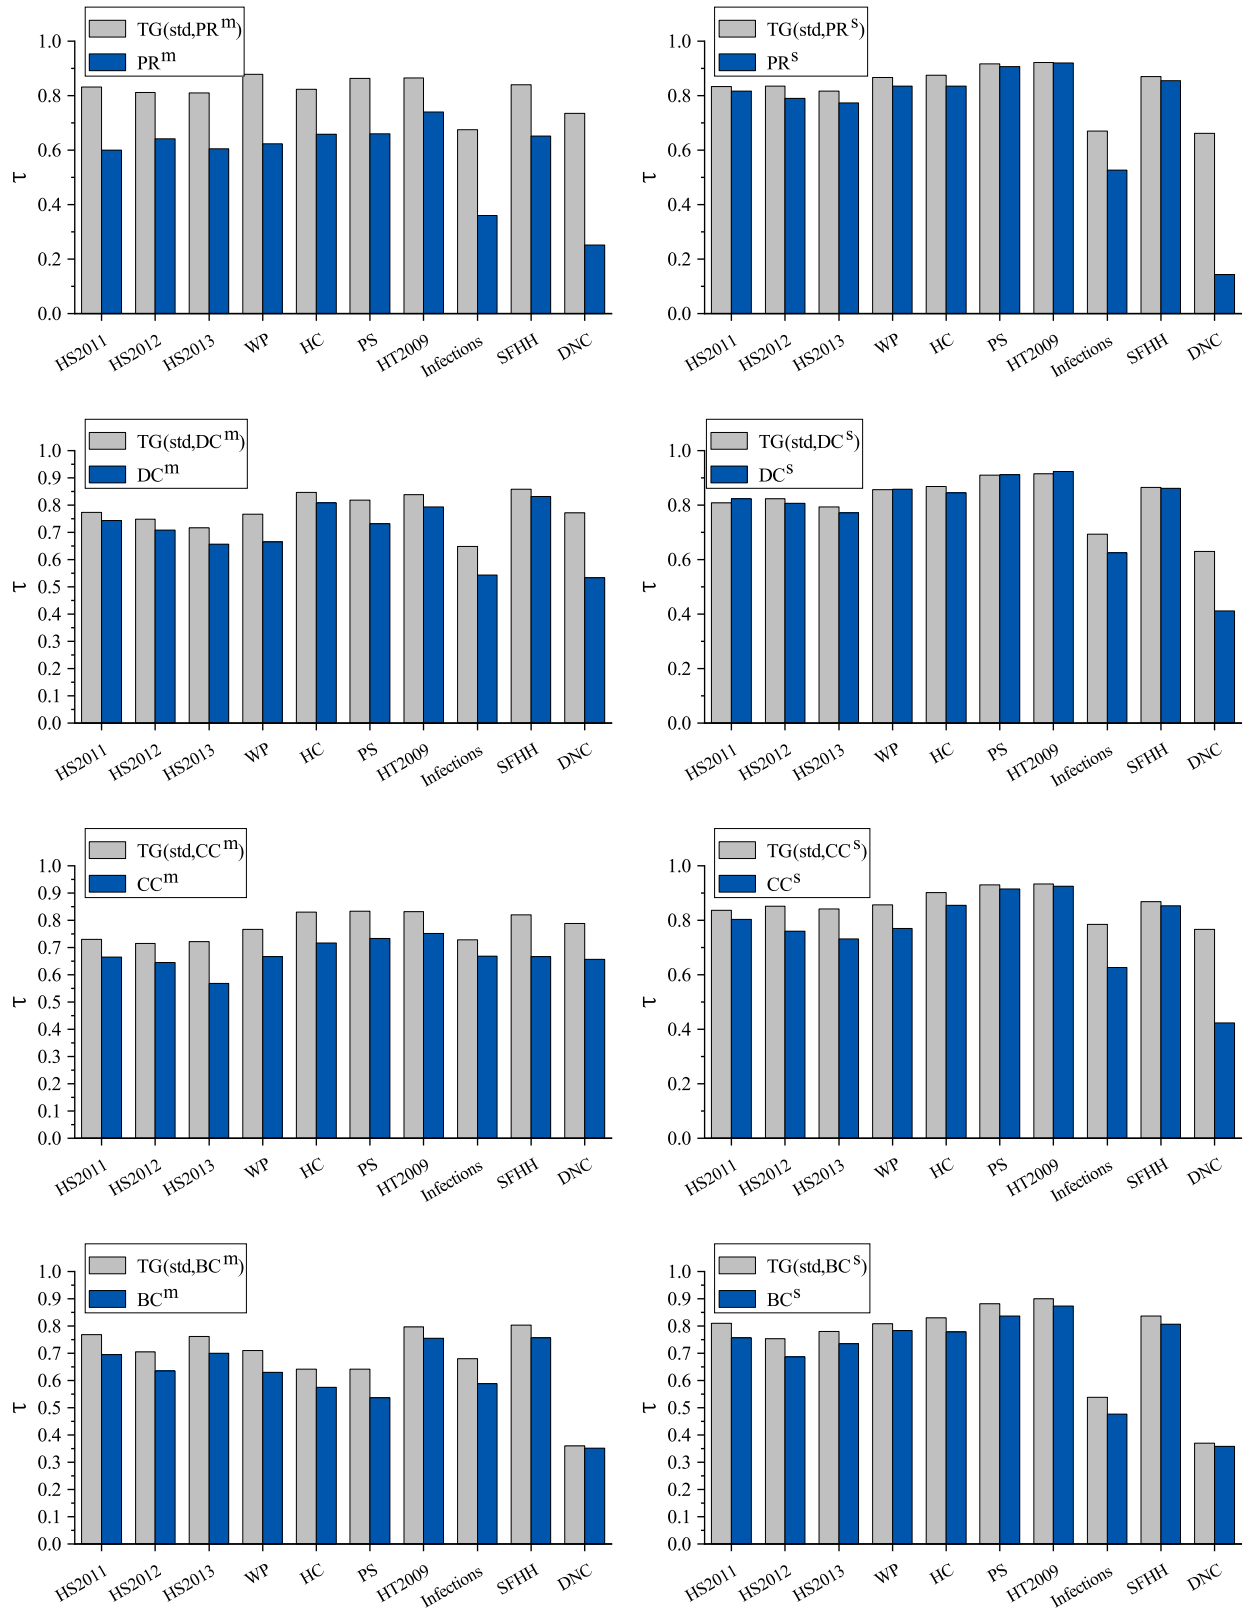 TG(std,PR^m)
PR^m
1.0
0.8
0.6
0.4
0.2
0.0
τ
HS2011 HS2012 HS2013 WP HC PS HT2009 Infections SFHH DNC
TG(std,PR^s)
PR^s
1.0
0.8
0.6
0.4
0.2
0.0
τ
HS2011 HS2012 HS2013 WP HC PS HT2009 Infections SFHH DNC
TG(std,DC^m)
DC^m
1.0
0.9
0.8
0.7
0.6
0.5
0.4
0.3
0.2
0.1
0.0
τ
HS2011 HS2012 HS2013 WP HC PS HT2009 Infections SFHH DNC
TG(std,DC^s)
DC^s
1.0
0.8
0.6
0.4
0.2
0.0
τ
HS2011 HS2012 HS2013 WP HC PS HT2009 Infections SFHH DNC
TG(std,CC^m)
CC^m
1.0
0.9
0.8
0.7
0.6
0.5
0.4
0.3
0.2
0.1
0.0
τ
HS2011 HS2012 HS2013 WP HC PS HT2009 Infections SFHH DNC
TG(std,CC^s)
CC^s
1.0
0.8
0.6
0.4
0.2
0.0
τ
HS2011 HS2012 HS2013 WP HC PS HT2009 Infections SFHH DNC
TG(std,BC^m)
BC^m
1.0
0.9
0.8
0.7
0.6
0.5
0.4
0.3
0.2
0.1
0.0
τ
HS2011 HS2012 HS2013 WP HC PS HT2009 Infections SFHH DNC
TG(std,BC^s)
BC^s
1.0
0.9
0.8
0.7
0.6
0.5
0.4
0.3
0.2
0.1
0.0
τ
HS2011 HS2012 HS2013 WP HC PS HT2009 Infections SFHH DNC